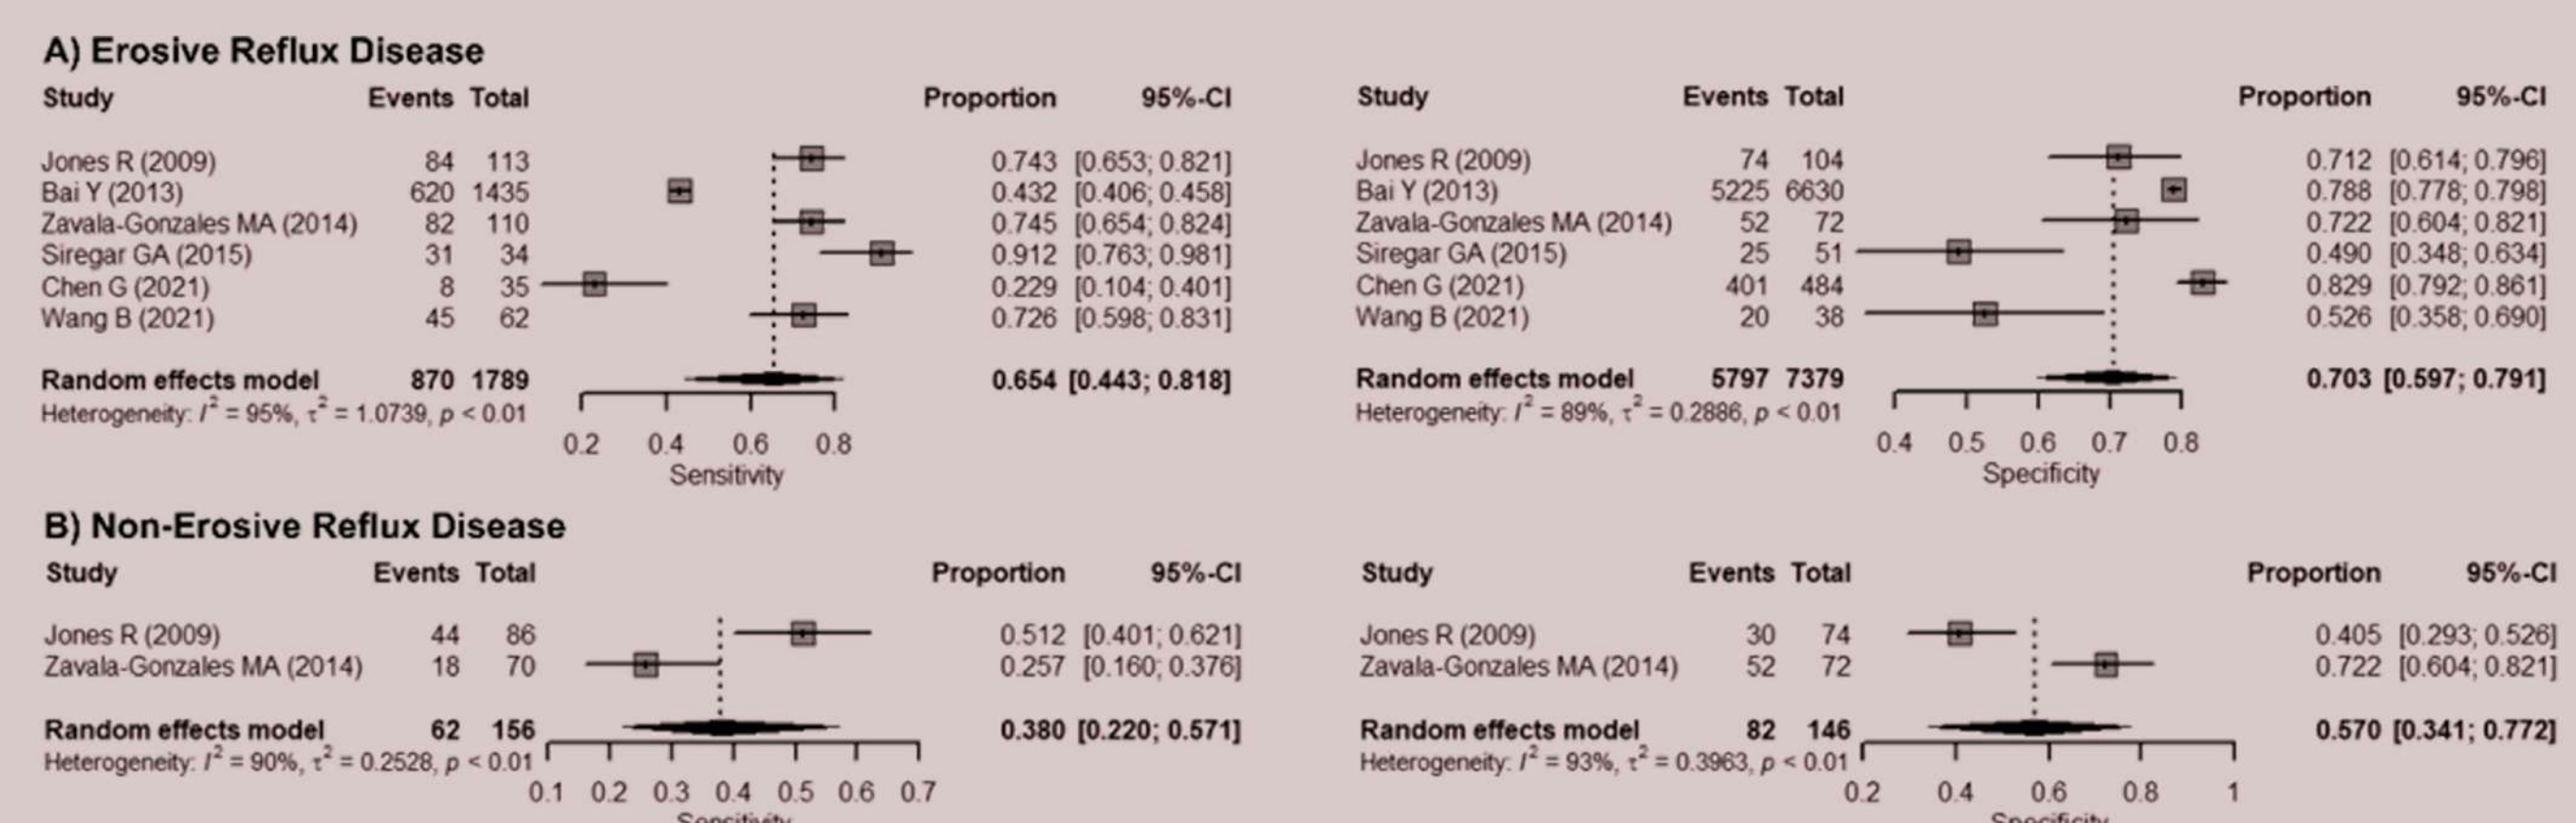 A) Erosive Reflux Disease
Study Events Total Proportion 95%-CI
Jones R (2009) 84 113 0.743 [0.653; 0.821]
Bai Y (2013) 620 1435 0.432 [0.406; 0.458]
Zavala-Gonzales MA (2014) 82 110 0.745 [0.654; 0.824]
Siregar GA (2015) 31 34 0.912 [0.763; 0.981]
Chen G (2021) 8 35 0.229 [0.104; 0.401]
Wang B (2021) 45 62 0.726 [0.598; 0.831]
Random effects model 870 1789 0.654 [0.443; 0.818]
Heterogeneity: I² = 95%, τ² = 1.0739, p < 0.01
0.2 0.4 0.6 0.8
Sensitivity
Study Events Total Proportion 95%-CI
Jones R (2009) 74 104 0.712 [0.614; 0.796]
Bai Y (2013) 5225 6630 0.788 [0.778; 0.798]
Zavala-Gonzales MA (2014) 52 72 0.722 [0.604; 0.821]
Siregar GA (2015) 25 51 0.490 [0.348; 0.634]
Chen G (2021) 401 484 0.829 [0.792; 0.861]
Wang B (2021) 20 38 0.526 [0.358; 0.690]
Random effects model 5797 7379 0.703 [0.597; 0.791]
Heterogeneity: I² = 89%, τ² = 0.2886, p < 0.01
0.4 0.5 0.6 0.7 0.8
Specificity
B) Non-Erosive Reflux Disease
Study Events Total Proportion 95%-CI
Jones R (2009) 44 86 0.512 [0.401; 0.621]
Zavala-Gonzales MA (2014) 18 70 0.257 [0.160; 0.376]
Random effects model 62 156 0.380 [0.220; 0.571]
Heterogeneity: I² = 90%, τ² = 0.2528, p < 0.01
0.1 0.2 0.3 0.4 0.5 0.6 0.7
Sensitivity
Study Events Total Proportion 95%-CI
Jones R (2009) 30 74 0.405 [0.293; 0.526]
Zavala-Gonzales MA (2014) 52 72 0.722 [0.604; 0.821]
Random effects model 82 146 0.570 [0.341; 0.772]
Heterogeneity: I² = 93%, τ² = 0.3963, p < 0.01
0.2 0.4 0.6 0.8 1
Specificity